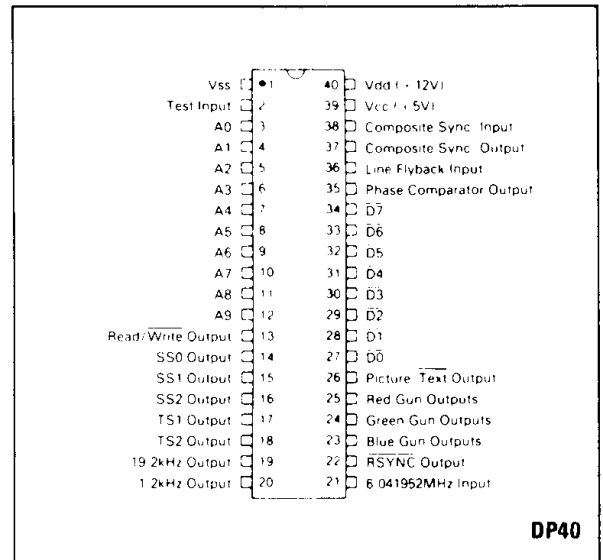 Vss 1 40 Vdd (+12V)
Test Input 2 39 Vcc (+5V)
A0 3 38 Composite Sync. Input
A1 4 37 Composite Sync. Output
A2 5 36 Line Flyback Input
A3 6 35 Phase Comparator Output
A4 7 34 D7
A5 8 33 D6
A6 9 32 D5
A7 10 31 D4
A8 11 30 D3
A9 12 29 D2
Read/Write Output 13 28 D1
SS0 Output 14 27 D0
SS1 Output 15 26 Picture Text Output
SS2 Output 16 25 Red Gun Outputs
TS1 Output 17 24 Green Gun Outputs
TS2 Output 18 23 Blue Gun Outputs
19.2kHz Output 19 22 RSYNC Output
1.2kHz Output 20 21 6.041952MHz Input
DP40